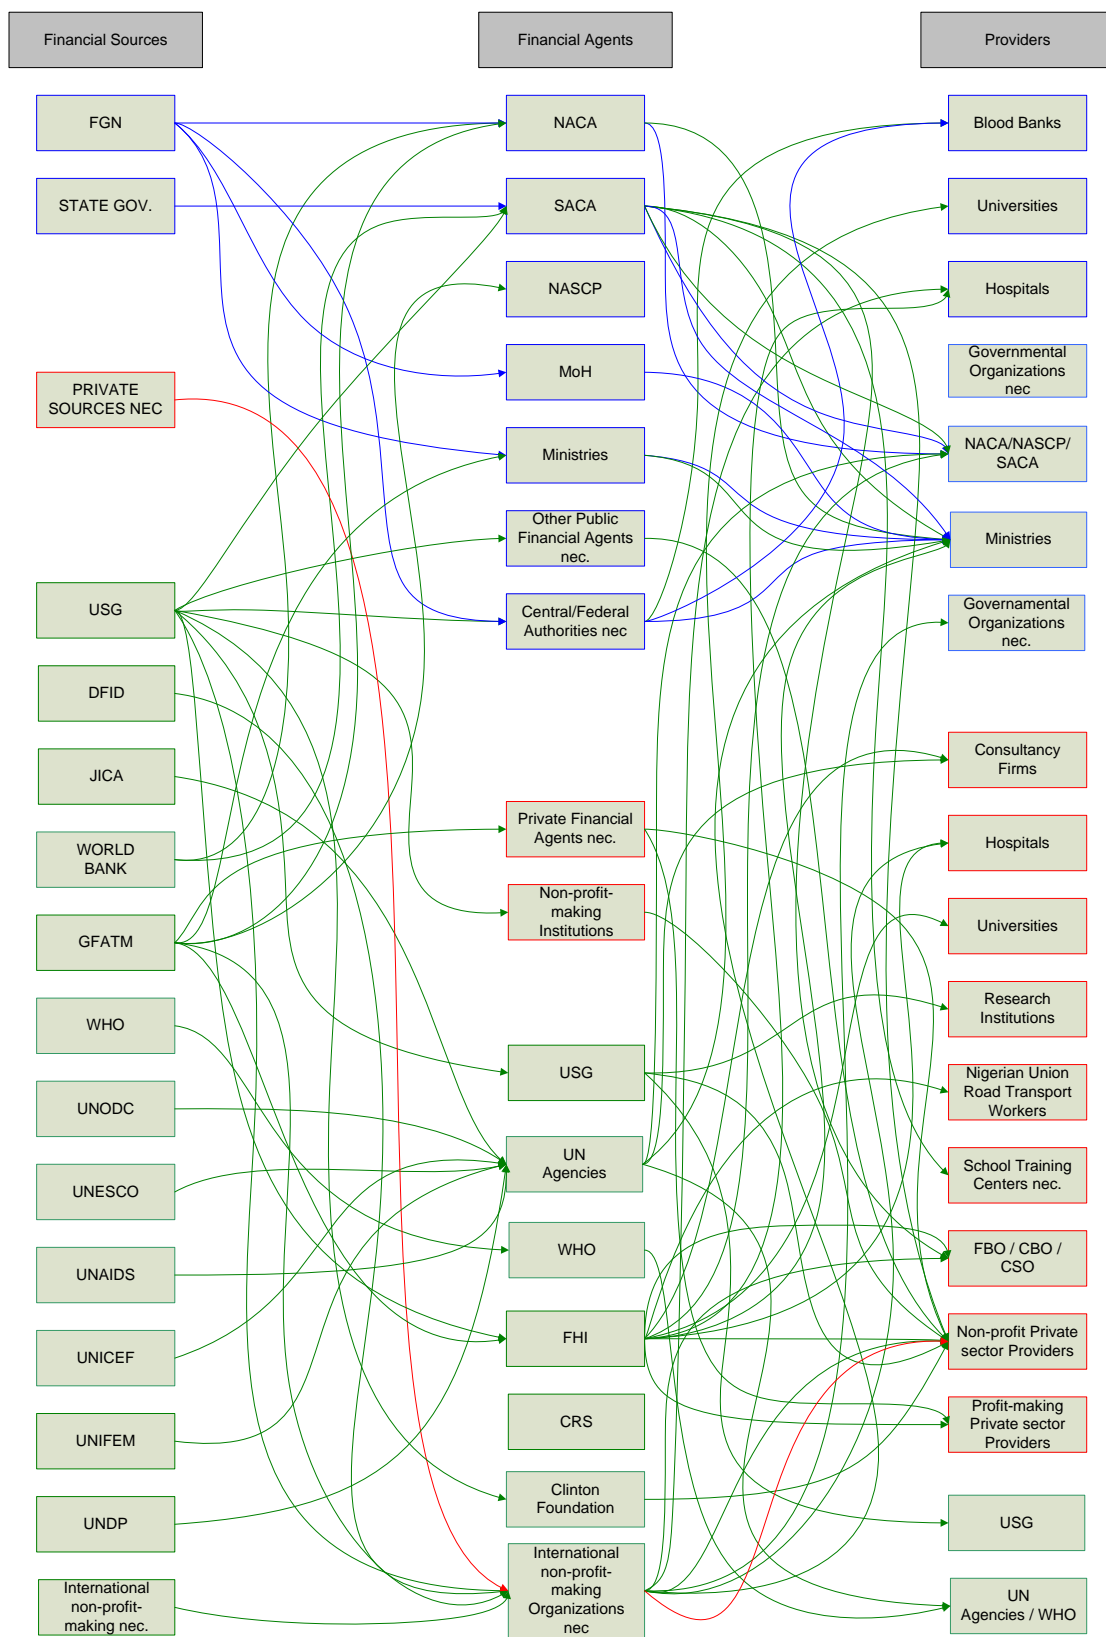 Financial Sources
Financial Agents
Providers
FGN
STATE GOV.
PRIVATE
SOURCES NEC
USG
DFID
JICA
WORLD
BANK
GFATM
WHO
UNODC
UNESCO
UNAIDS
UNICEF
UNIFEM
UNDP
International
non-profit-
making nec.
NACA
SACA
NASCP
MoH
Ministries
Other Public
Financial Agents
nec.
Central/Federal
Authorities nec
Private Financial
Agents nec.
Non-profit-
making
Institutions
USG
UN
Agencies
WHO
FHI
CRS
Clinton
Foundation
International
non-profit-
making
Organizations
nec
Blood Banks
Universities
Hospitals
Governmental
Organizations
nec
NACA/NASCP/
SACA
Ministries
Governamental
Organizations
nec.
Consultancy
Firms
Hospitals
Universities
Research
Institutions
Nigerian Union
Road Transport
Workers
School Training
Centers nec.
FBO / CBO /
CSO
Non-profit Private
sector Providers
Profit-making
Private sector
Providers
USG
UN
Agencies / WHO